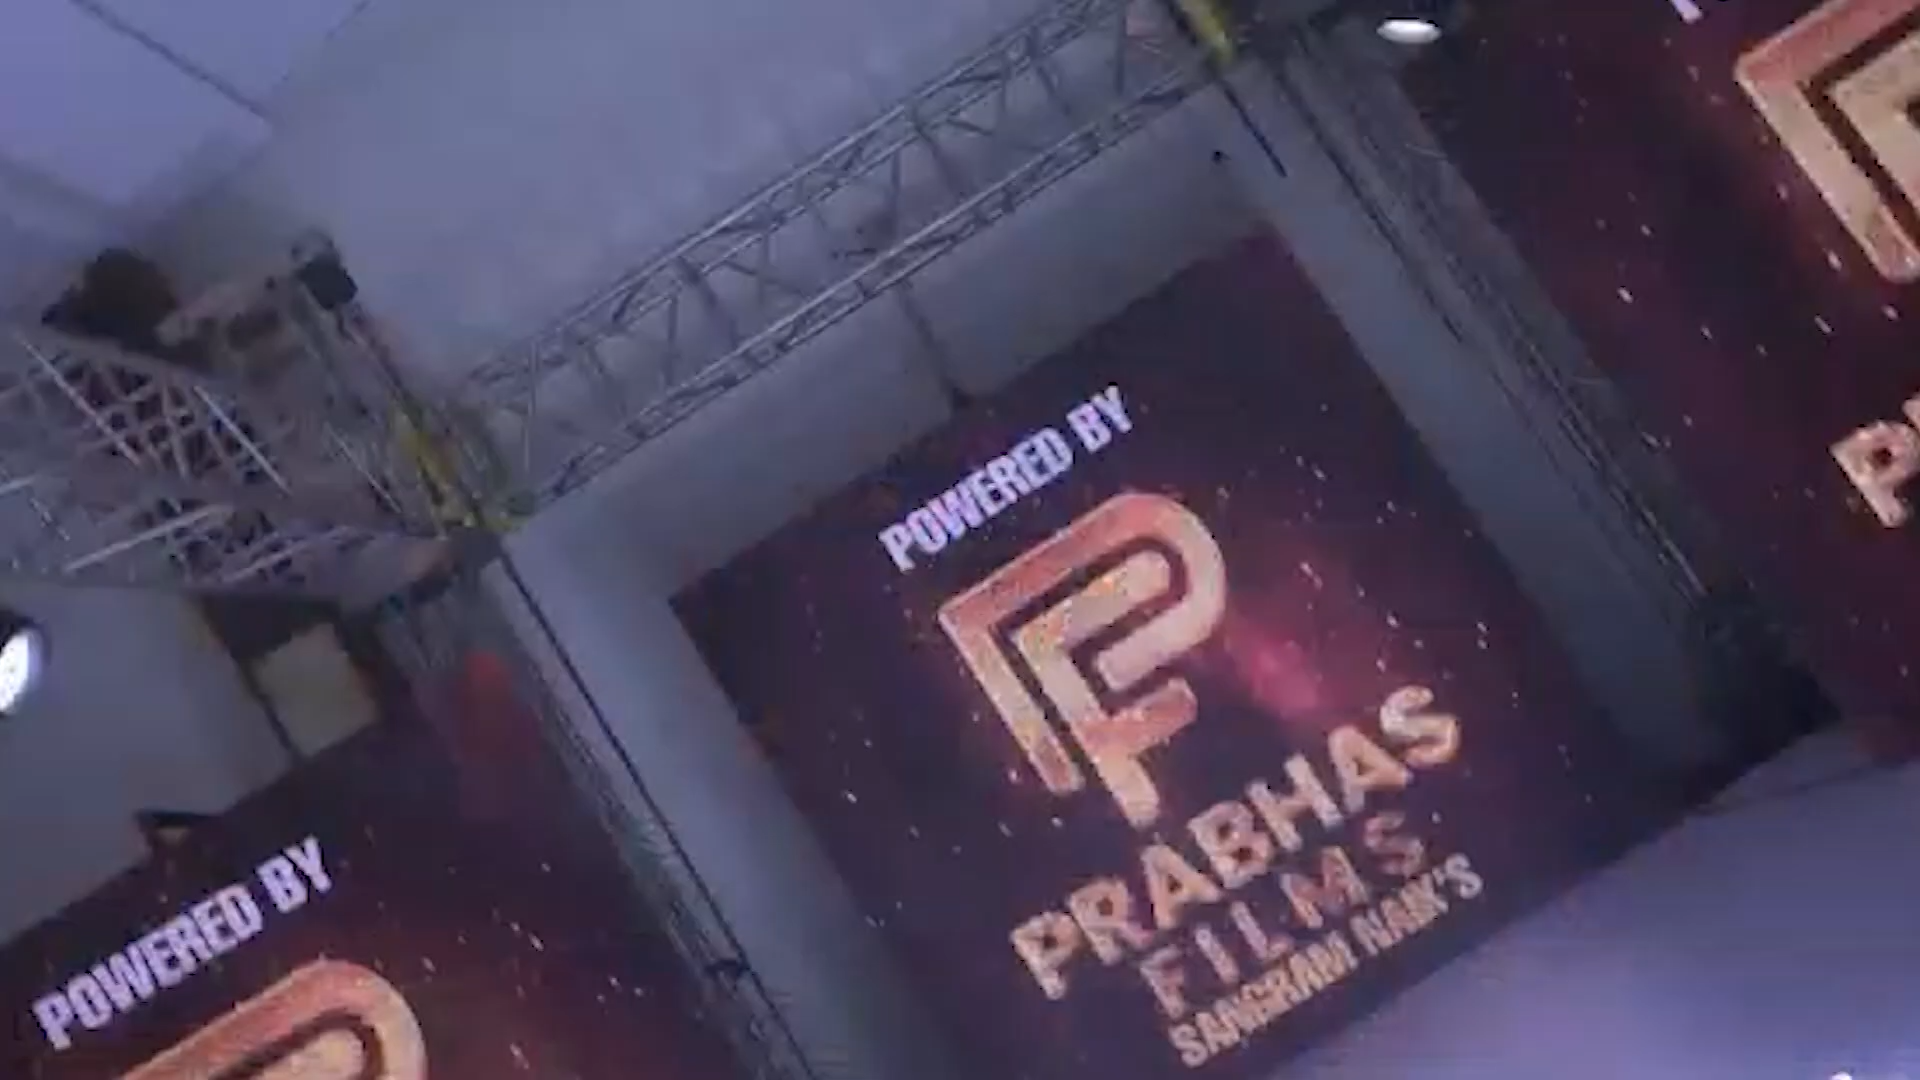 POWERED BY
PRABHAS
FILMS
SANGRAM NAIK'S
POWERED BY
P